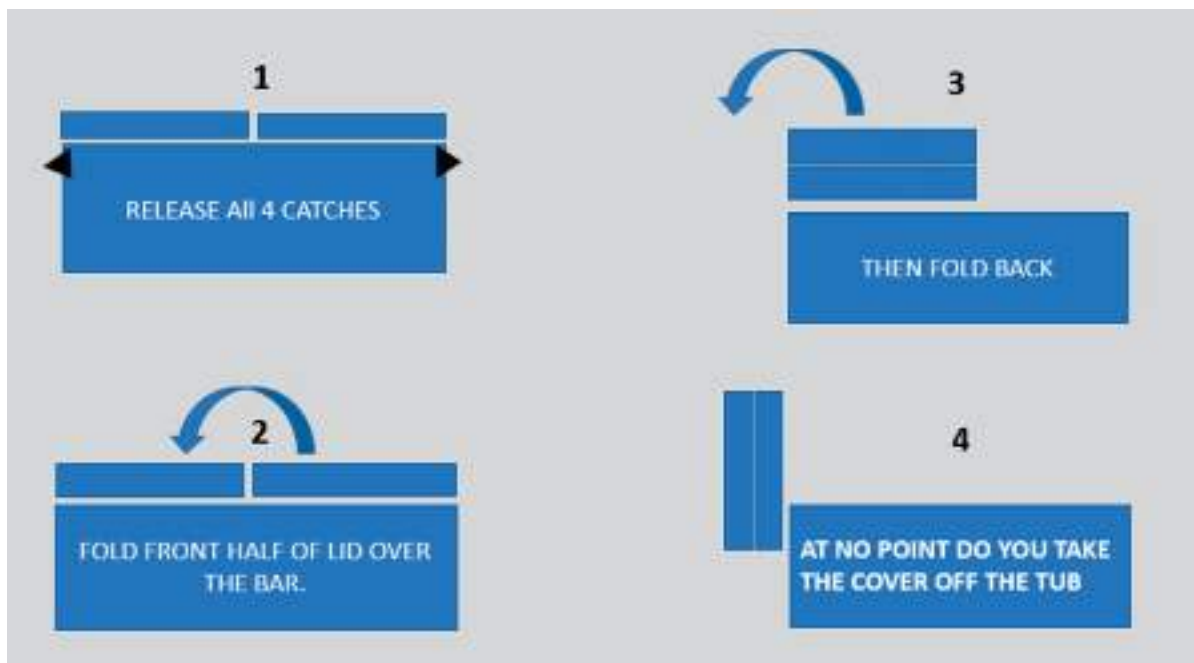 1
RELEASE All 4 CATCHES
2
FOLD FRONT HALF OF LID OVER
THE BAR.
3
THEN FOLD BACK
4
AT NO POINT DO YOU TAKE
THE COVER OFF THE TUB